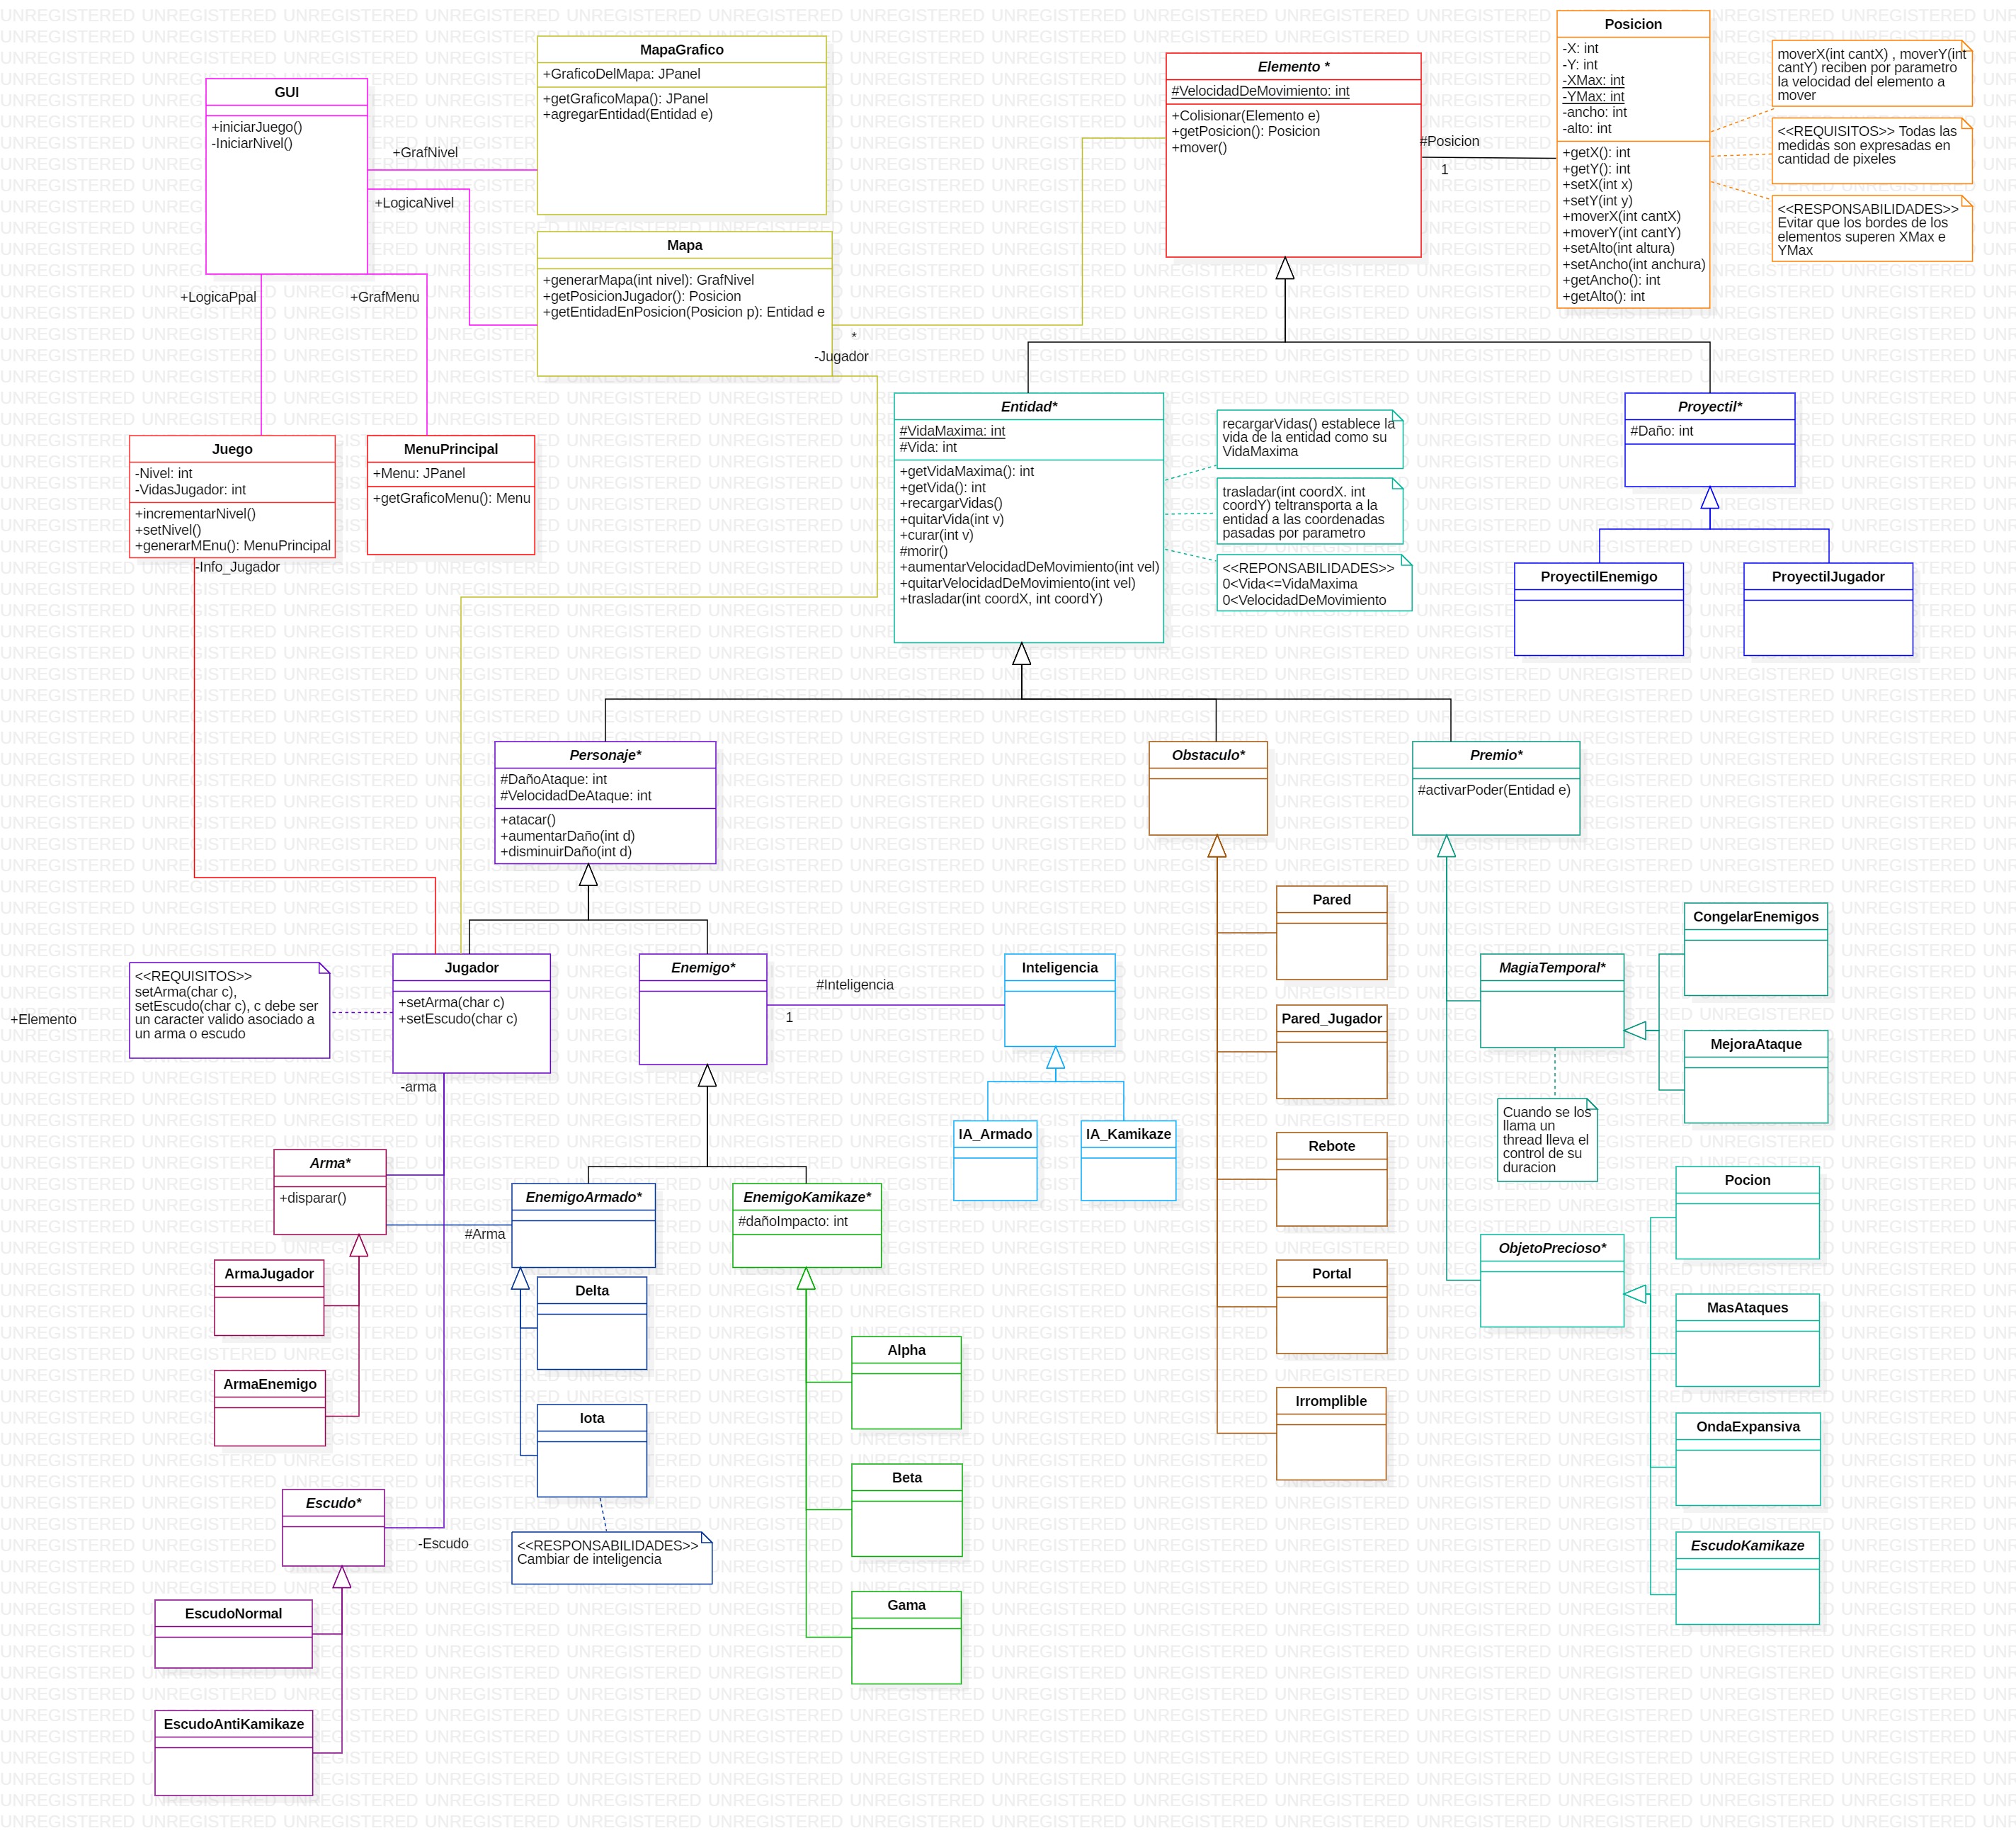 MapaGrafico
+GraficoDelMapa: JPanel
+getGraficoMapa(): JPanel
+agregarEntidad(Entidad e)
GUI
+iniciarJuego()
-IniciarNivel()
+GrafNivel
+LogicaNivel
+LogicaPpal
+GrafMenu
Mapa
+generarMapa(int nivel): GrafNivel
+getPosicionJugador(): Posicion
+getEntidadEnPosicion(Posicion p): Entidad e
*
-Jugador
Elemento *
#VelocidadDeMovimiento: int
+Colisionar(Elemento e)
+getPosicion(): Posicion
+mover()
#Posicion
1
Posicion
-X: int
-Y: int
-XMax: int
-YMax: int
-ancho: int
-alto: int
+getX(): int
+getY(): int
+setX(int x)
+setY(int y)
+moverX(int cantX)
+moverY(int cantY)
+setAlto(int altura)
+setAncho(int anchura)
+getAncho(): int
+getAlto(): int
moverX(int cantX) , moverY(int
cantY) reciben por parametro
la velocidad del elemento a
mover
<<REQUISITOS>> Todas las
medidas son expresadas en
cantidad de pixeles
<<RESPONSABILIDADES>>
Evitar que los bordes de los
elementos superen XMax e
YMax
Juego
-Nivel: int
-VidasJugador: int
+incrementarNivel()
+setNivel()
+generarMEnu(): MenuPrincipal
-Info_Jugador
MenuPrincipal
+Menu: JPanel
+getGraficoMenu(): Menu
Entidad*
#VidaMaxima: int
#Vida: int
+getVidaMaxima(): int
+getVida(): int
+recargarVidas()
+quitarVida(int v)
+curar(int v)
#morir()
+aumentarVelocidadDeMovimiento(int vel)
+quitarVelocidadDeMovimiento(int vel)
+trasladar(int coordX, int coordY)
recargarVidas() establece la
vida de la entidad como su
VidaMaxima
trasladar(int coordX. int
coordY) teltransporta a la
entidad a las coordenadas
pasadas por parametro
<<REPONSABILIDADES>>
0<Vida<=VidaMaxima
0<VelocidadDeMovimiento
Proyectil*
#Daño: int
ProyectilEnemigo
ProyectilJugador
Personaje*
#DañoAtaque: int
#VelocidadDeAtaque: int
+atacar()
+aumentarDaño(int d)
+disminuirDaño(int d)
Obstaculo*
Premio*
#activarPoder(Entidad e)
+Elemento
<<REQUISITOS>>
setArma(char c),
setEscudo(char c), c debe ser
un caracter valido asociado a
un arma o escudo
Jugador
+setArma(char c)
+setEscudo(char c)
-arma
Enemigo*
#Inteligencia
1
Inteligencia
IA_Armado
IA_Kamikaze
Pared
Pared_Jugador
Rebote
Portal
Irromplible
MagiaTemporal*
Cuando se los
llama un
thread lleva el
control de su
duracion
CongelarEnemigos
MejoraAtaque
ObjetoPrecioso*
Pocion
MasAtaques
OndaExpansiva
EscudoKamikaze
Arma*
+disparar()
#Arma
ArmaJugador
ArmaEnemigo
EnemigoArmado*
Delta
Iota
<<RESPONSABILIDADES>>
Cambiar de inteligencia
EnemigoKamikaze*
#dañoImpacto: int
Alpha
Beta
Gama
Escudo*
-Escudo
EscudoNormal
EscudoAntiKamikaze
UNREGISTERED